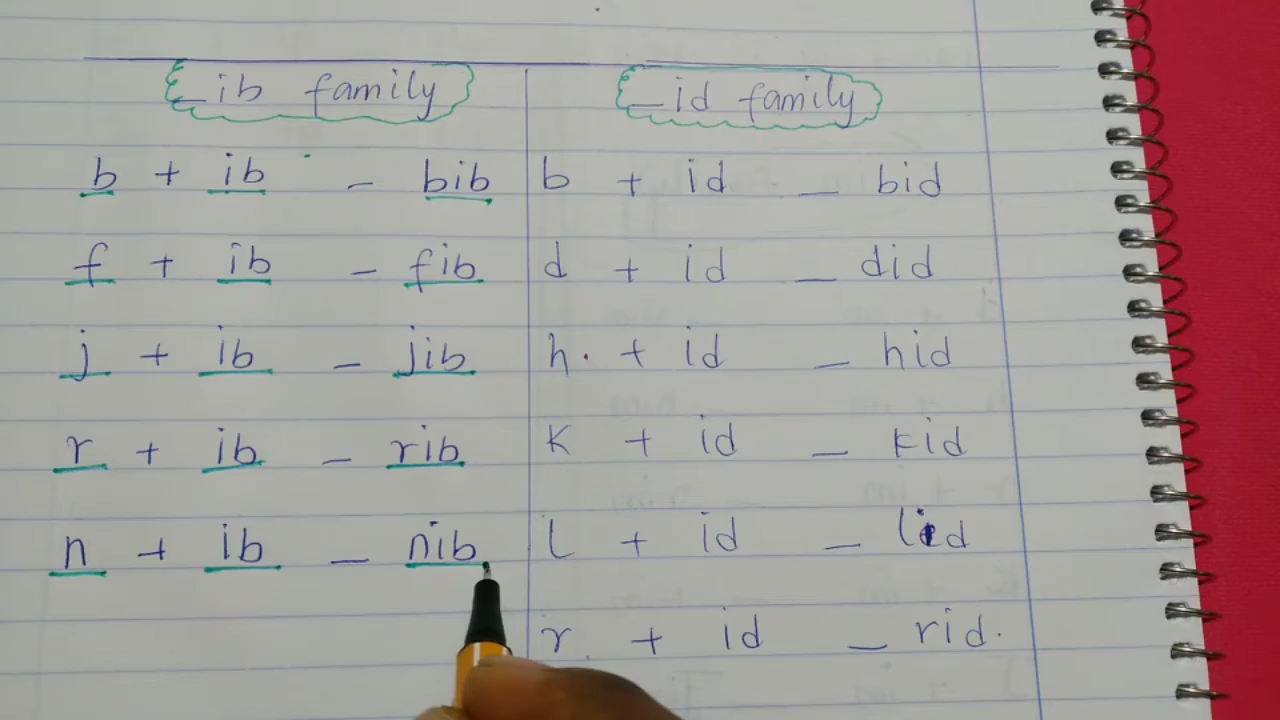 _ib family
b + ib - bib
f + ib - fib
j + ib - jib
r + ib - rib
n + ib - nib
_id family
b + id - bid
d + id - did
h. + id - hid
k + id - kid
l + id - lid
r. + id - rid.